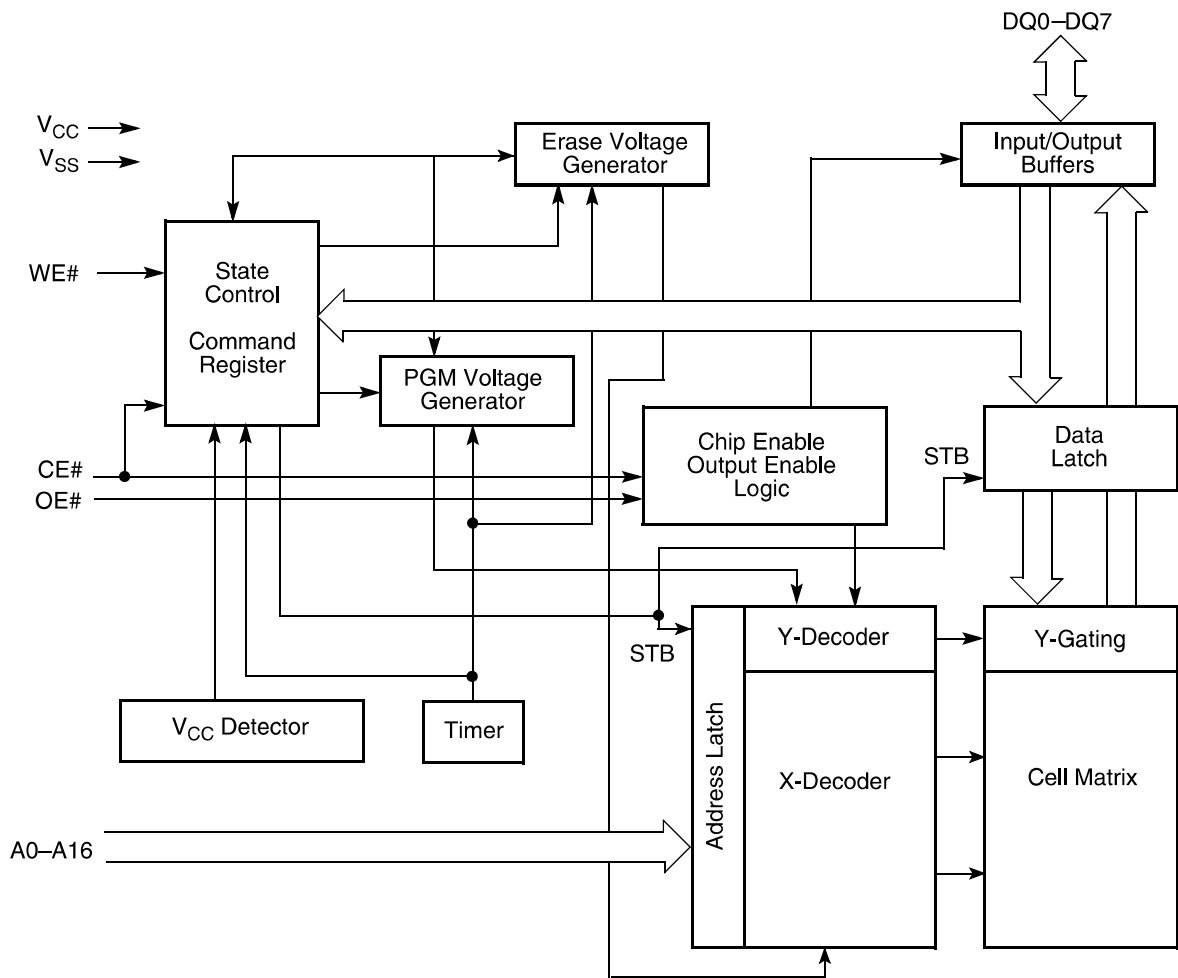 DQ0–DQ7
VCC
VSS
Erase Voltage
Generator
Input/Output
Buffers
WE#
State
Control
Command
Register
PGM Voltage
Generator
Chip Enable
Output Enable
Logic
STB
Data
Latch
CE#
OE#
STB
Y-Decoder
Y-Gating
VCC Detector
Timer
Address Latch
X-Decoder
Cell Matrix
A0–A16